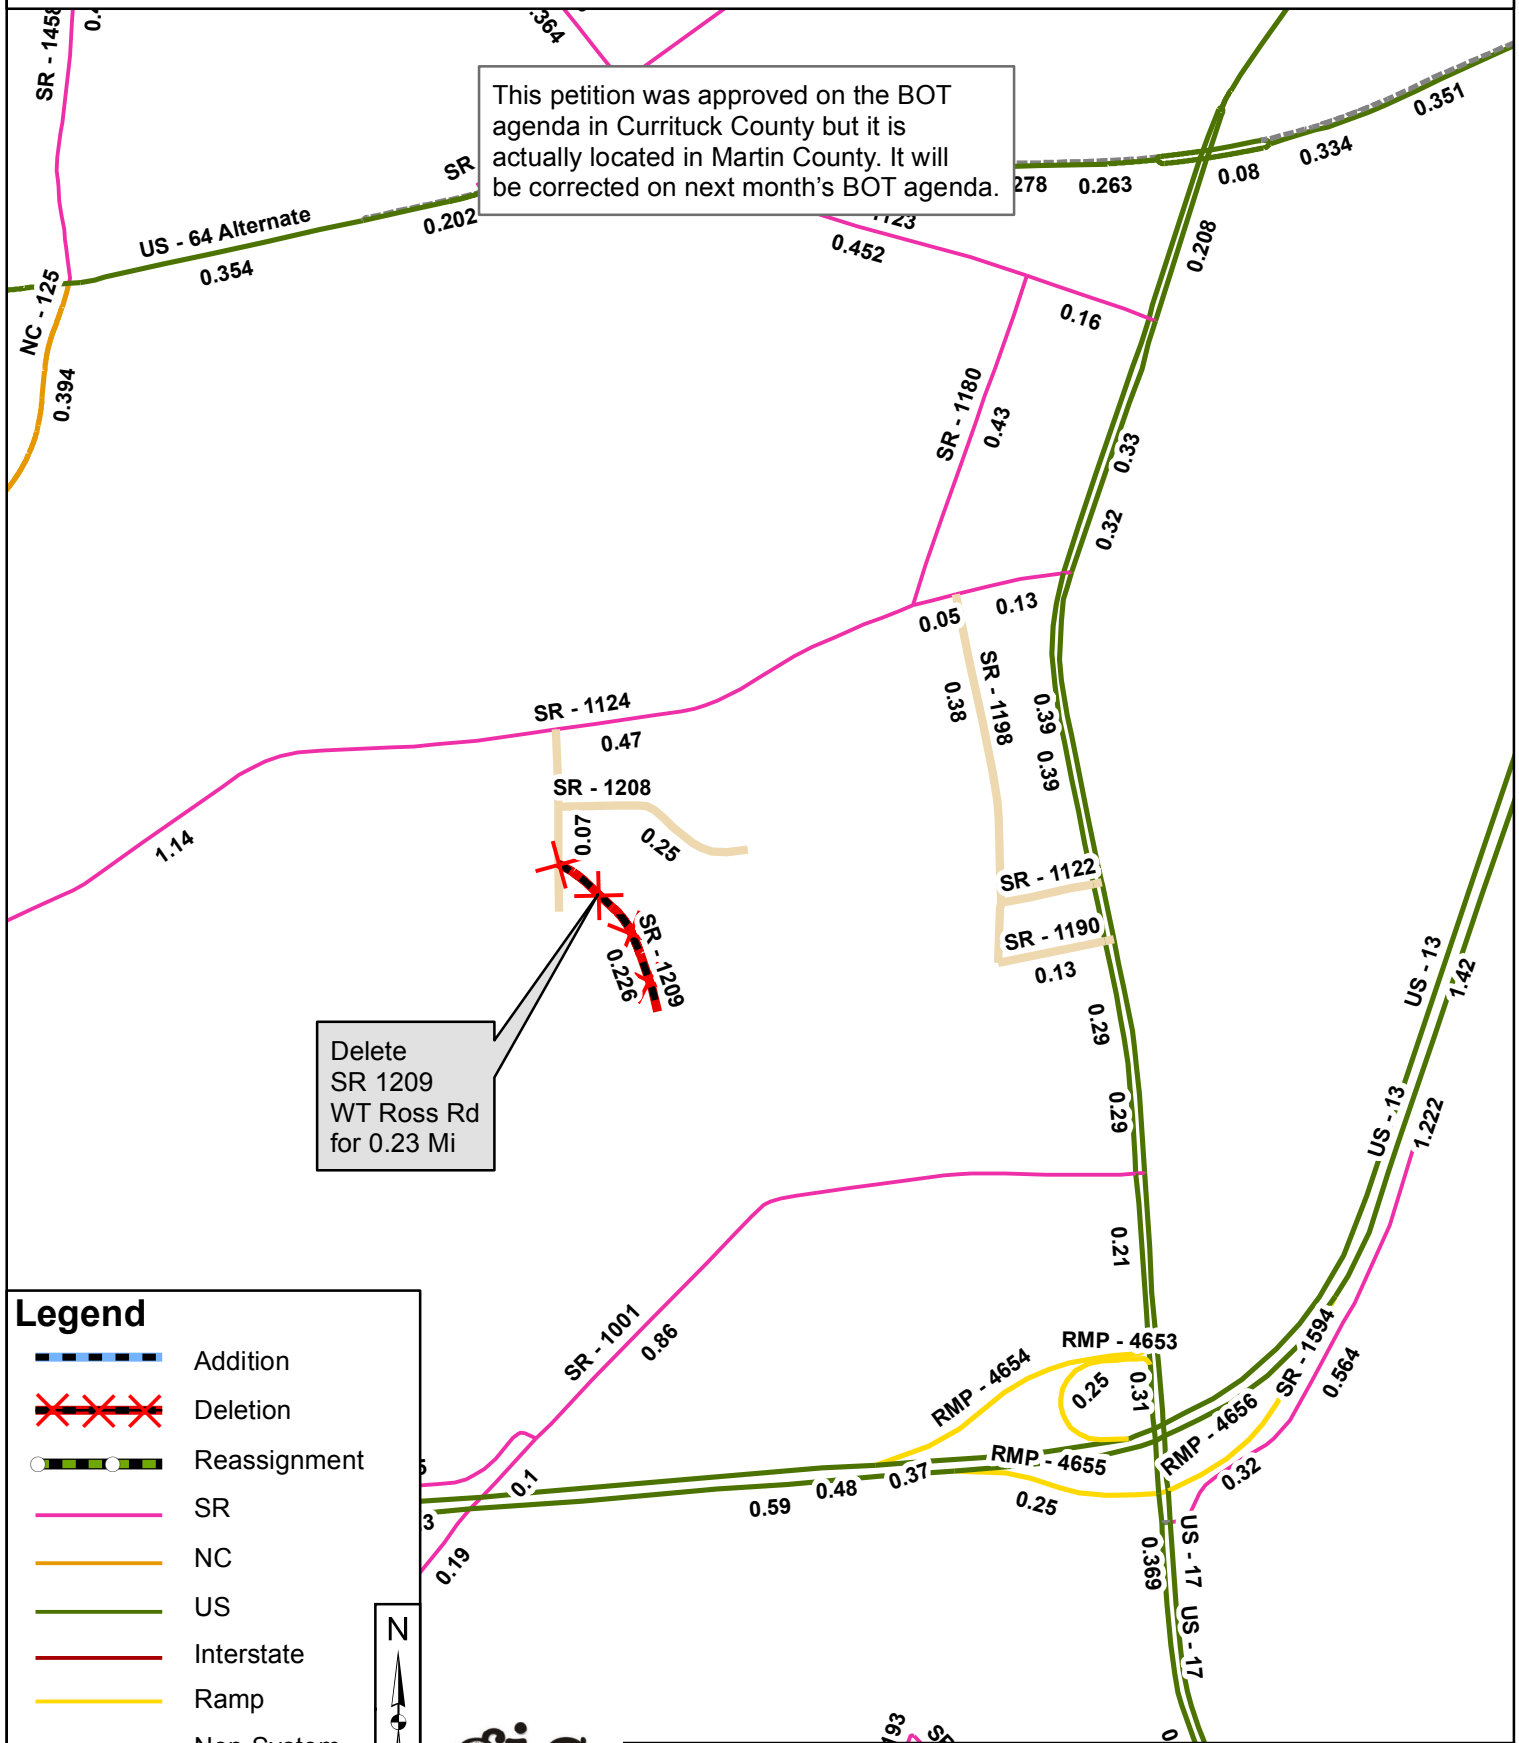 SR - 1458
This petition was approved on the BOT
agenda in Currituck County but it is
actually located in Martin County. It will
be corrected on next month's BOT agenda.
.364
0.351
0.334
0.08
0.263
278
SR
0.202
US - 64 Alternate
0.354
1123
0.452
0.208
0.16
NC - 125
0.394
SR - 1180
0.43
0.33
0.32
0.13
0.05
SR - 1198
0.38
0.39
0.39
SR - 1124
0.47
SR - 1208
0.07
0.25
1.14
SR - 1122
SR - 1190
0.13
SR - 1209
0.226
US - 13
1.42
0.29
Delete
SR 1209
WT Ross Rd
for 0.23 Mi
0.29
US - 13
1.222
0.21
SR - 1001
0.86
RMP - 4653
RMP - 4654
0.25
0.31
SR - 1594
0.564
RMP - 4656
RMP - 4655
0.32
0.37
0.48
0.59
0.25
0.1
3
0.19
US - 17
0.369
US - 17
193
Legend
Addition
Deletion
Reassignment
SR
NC
US
Interstate
Ramp
Non System
N